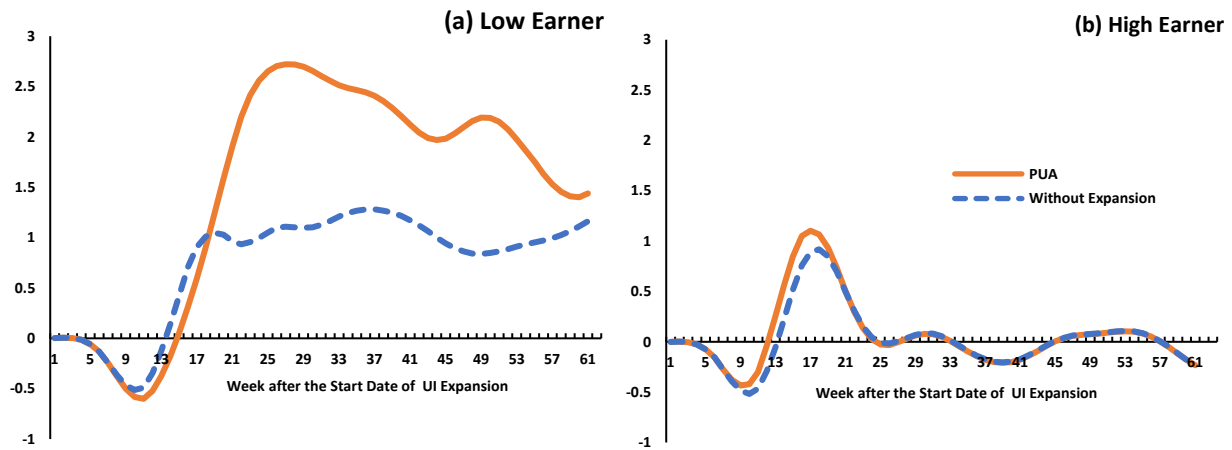 (a) Low Earner
3
2.5
2
1.5
1
0.5
0
-0.5
-1
1 5 9 13 17 21 25 29 33 37 41 45 49 53 57 61
Week after the Start Date of UI Expansion
(b) High Earner
3
2.5
2
1.5
1
0.5
0
-0.5
-1
PUA
Without Expansion
1 5 9 13 17 21 25 29 33 37 41 45 49 53 57 61
Week after the Start Date of UI Expansion